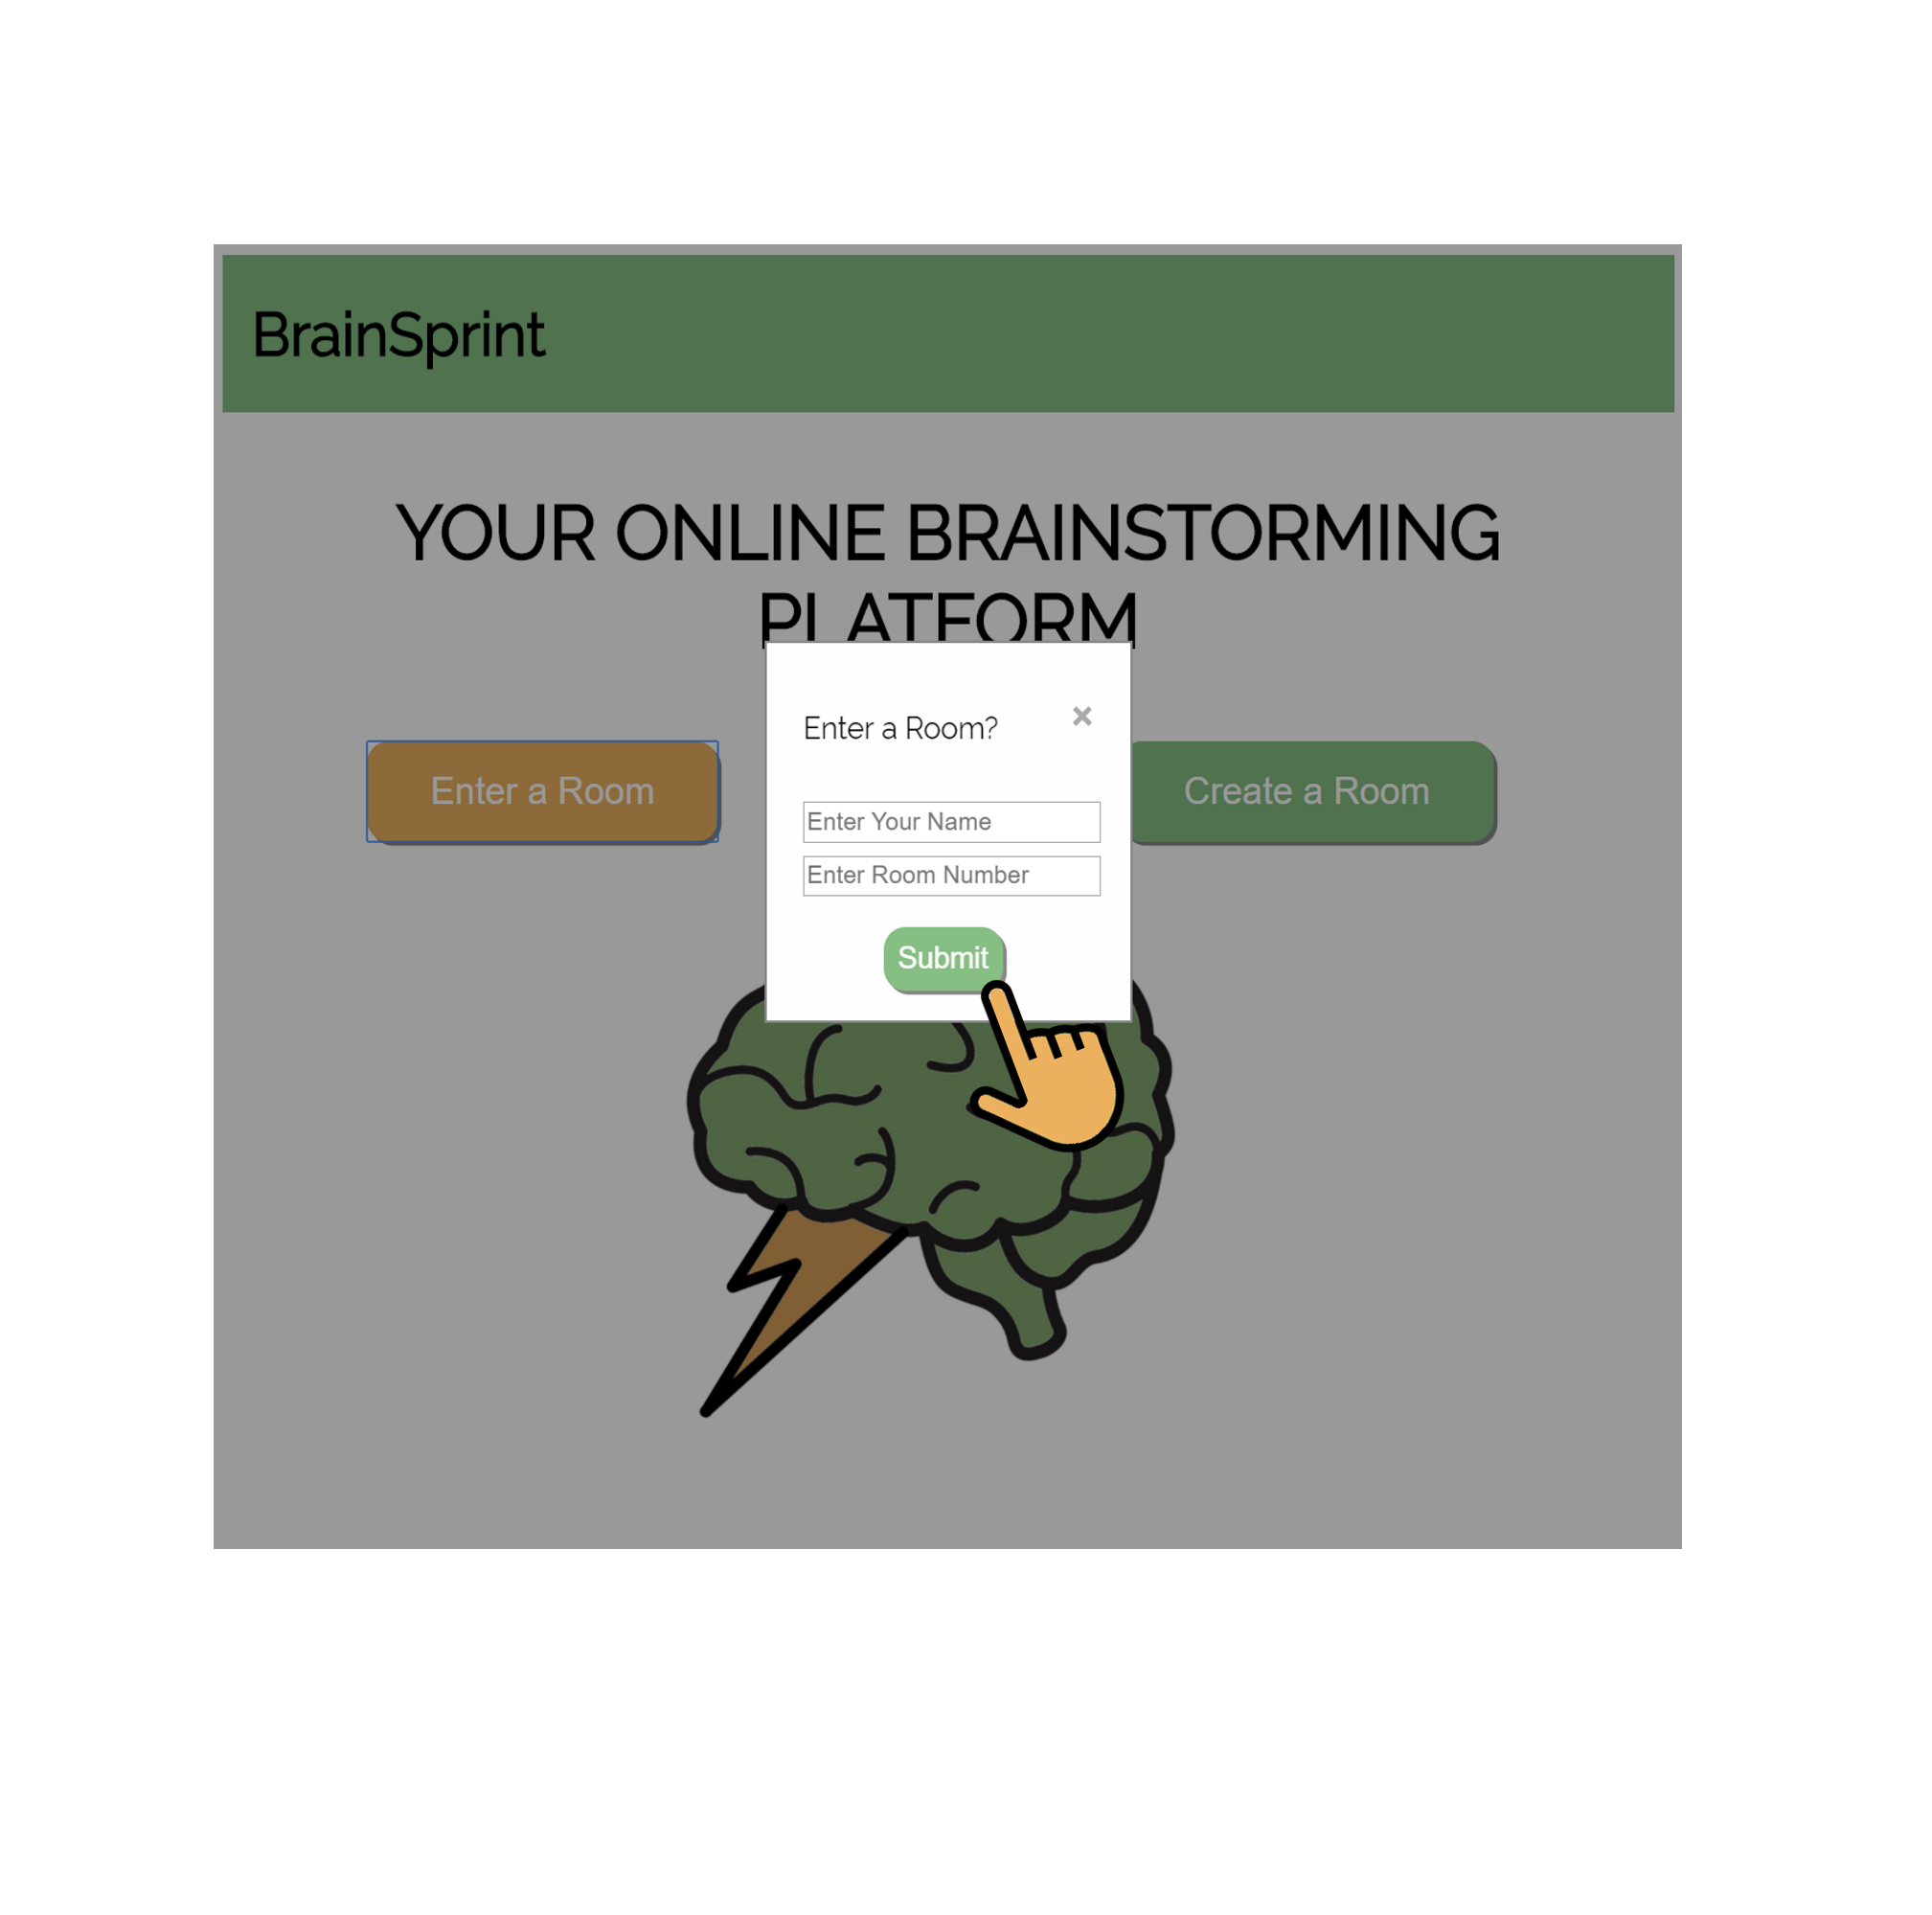 BrainSprint
YOUR ONLINE BRAINSTORMING
PLATFORM
Enter a Room?
×
Enter a Room
Create a Room
Enter Your Name
Enter Room Number
Submit